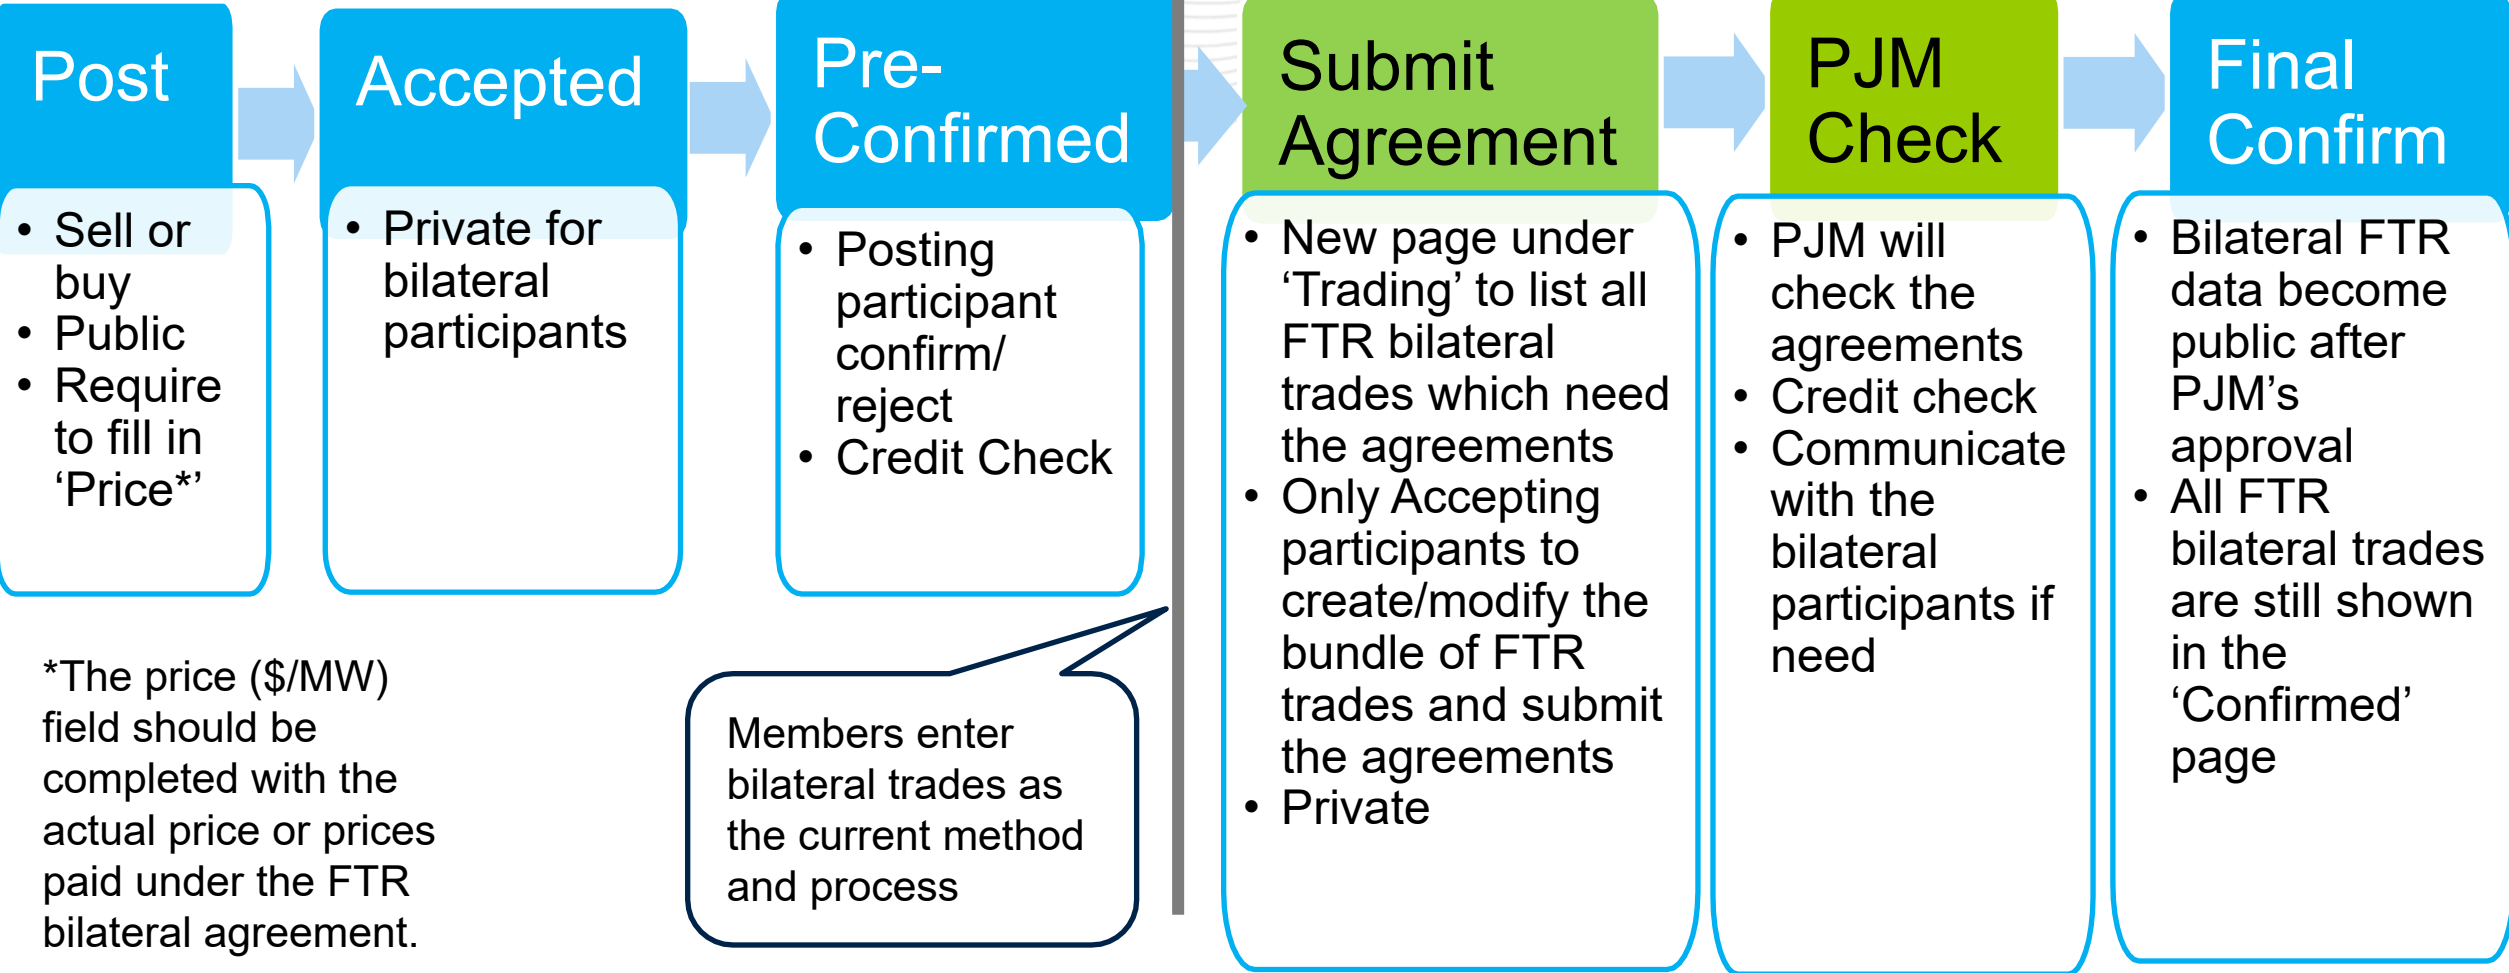 Post
• Sell or
buy
• Public
• Require
to fill in
‘Price*’
Accepted
• Private for
bilateral
participants
Pre-
Confirmed
• Posting
participant
confirm/
reject
• Credit Check
Submit
Agreement
• New page under
‘Trading’ to list all
FTR bilateral
trades which need
the agreements
• Only Accepting
participants to
create/modify the
bundle of FTR
trades and submit
the agreements
• Private
PJM
Check
• PJM will
check the
agreements
• Credit check
• Communicate
with the
bilateral
participants if
need
Final
Confirm
• Bilateral FTR
data become
public after
PJM’s
approval
• All FTR
bilateral trades
are still shown
in the
‘Confirmed’
page
*The price ($/MW)
field should be
completed with the
actual price or prices
paid under the FTR
bilateral agreement.
Members enter
bilateral trades as
the current method
and process